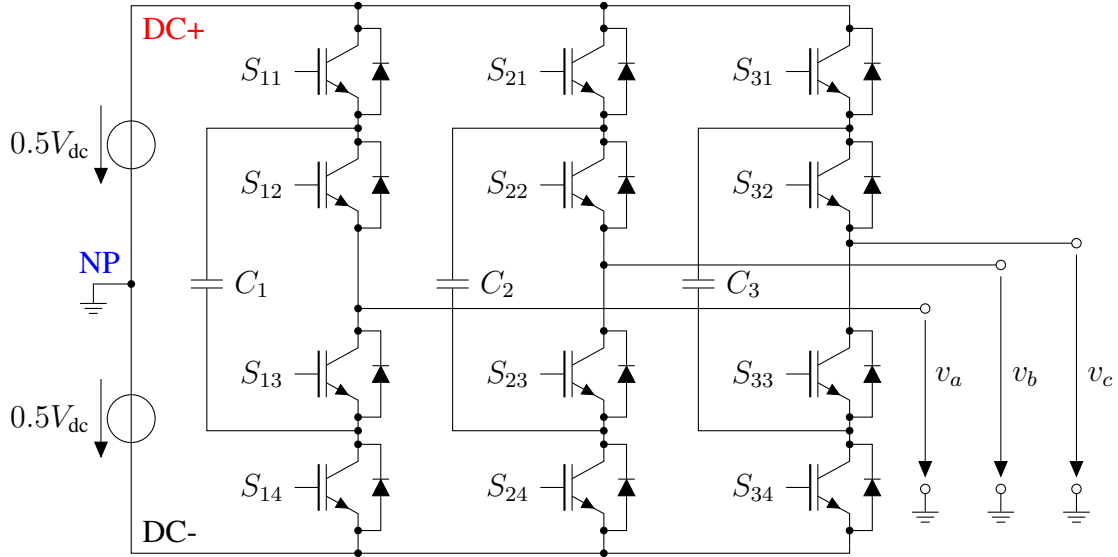 DC+
S11 S21 S31
0.5Vdc
S12 S22 S32
NP
C1 C2 C3
S13 S23 S33 va vb vc
0.5Vdc
S14 S24 S34
DC-